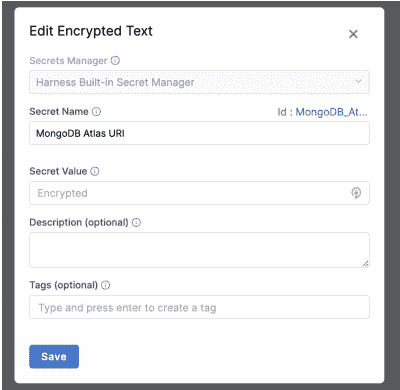 Edit Encrypted Text
Secrets Manager
Harness Built-in Secret Manager
Secret Name Id : MongoDB_At...
MongoDB Atlas URI
Secret Value
Encrypted
Description (optional)
Tags (optional)
Type and press enter to create a tag
Save